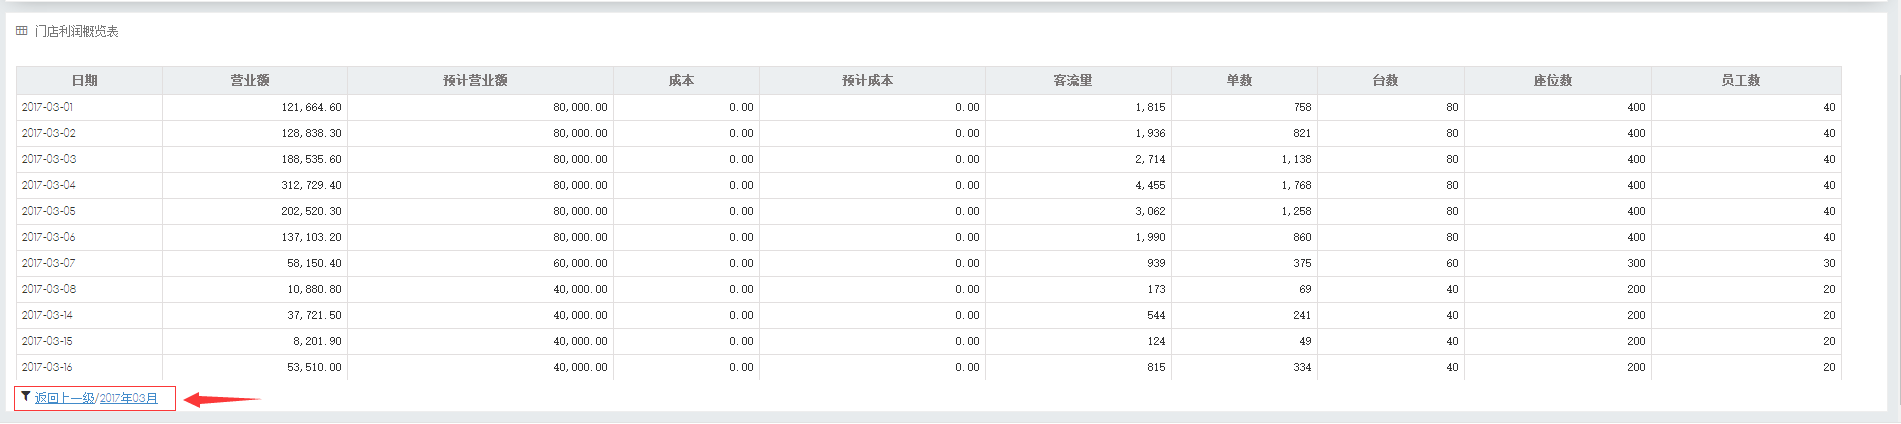 门店利润概览表
日期 营业额 预计营业额 成本 预计成本 客流量 单数 台数 座位数 员工数
2017-03-01 121,664.60 80,000.00 0.00 0.00 1,815 758 80 400 40
2017-03-02 128,838.30 80,000.00 0.00 0.00 1,936 821 80 400 40
2017-03-03 188,535.60 80,000.00 0.00 0.00 2,714 1,138 80 400 40
2017-03-04 312,729.40 80,000.00 0.00 0.00 4,455 1,768 80 400 40
2017-03-05 202,520.30 80,000.00 0.00 0.00 3,062 1,258 80 400 40
2017-03-06 137,103.20 80,000.00 0.00 0.00 1,990 860 80 400 40
2017-03-07 58,150.40 60,000.00 0.00 0.00 939 375 60 300 30
2017-03-08 10,880.80 40,000.00 0.00 0.00 173 69 40 200 20
2017-03-14 37,721.50 40,000.00 0.00 0.00 544 241 40 200 20
2017-03-15 8,201.90 40,000.00 0.00 0.00 124 49 40 200 20
2017-03-16 53,510.00 40,000.00 0.00 0.00 815 334 40 200 20
返回上一级/2017年03月